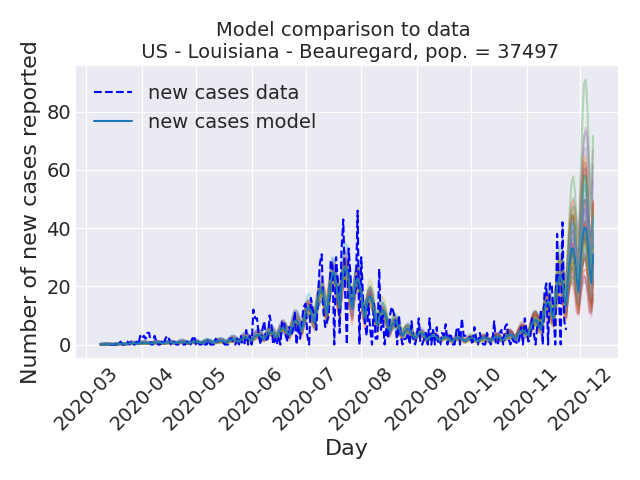 Model comparison to data
US - Louisiana - Beauregard, pop. = 37497
Number of new cases reported
80
60
40
20
0
new cases data
new cases model
2020-03
2020-04
2020-05
2020-06
2020-07
2020-08
2020-09
2020-10
2020-11
2020-12
Day